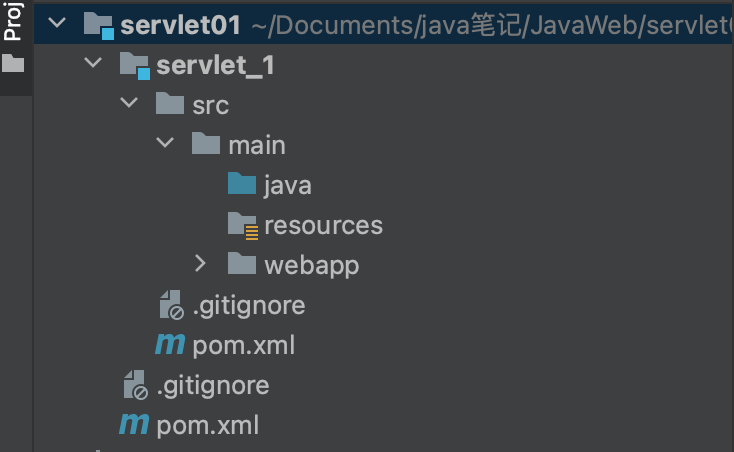 Proj
servlet01 ~/Documents/java笔记/JavaWeb/servlet0
servlet_1
src
main
java
resources
webapp
.gitignore
pom.xml
.gitignore
pom.xml